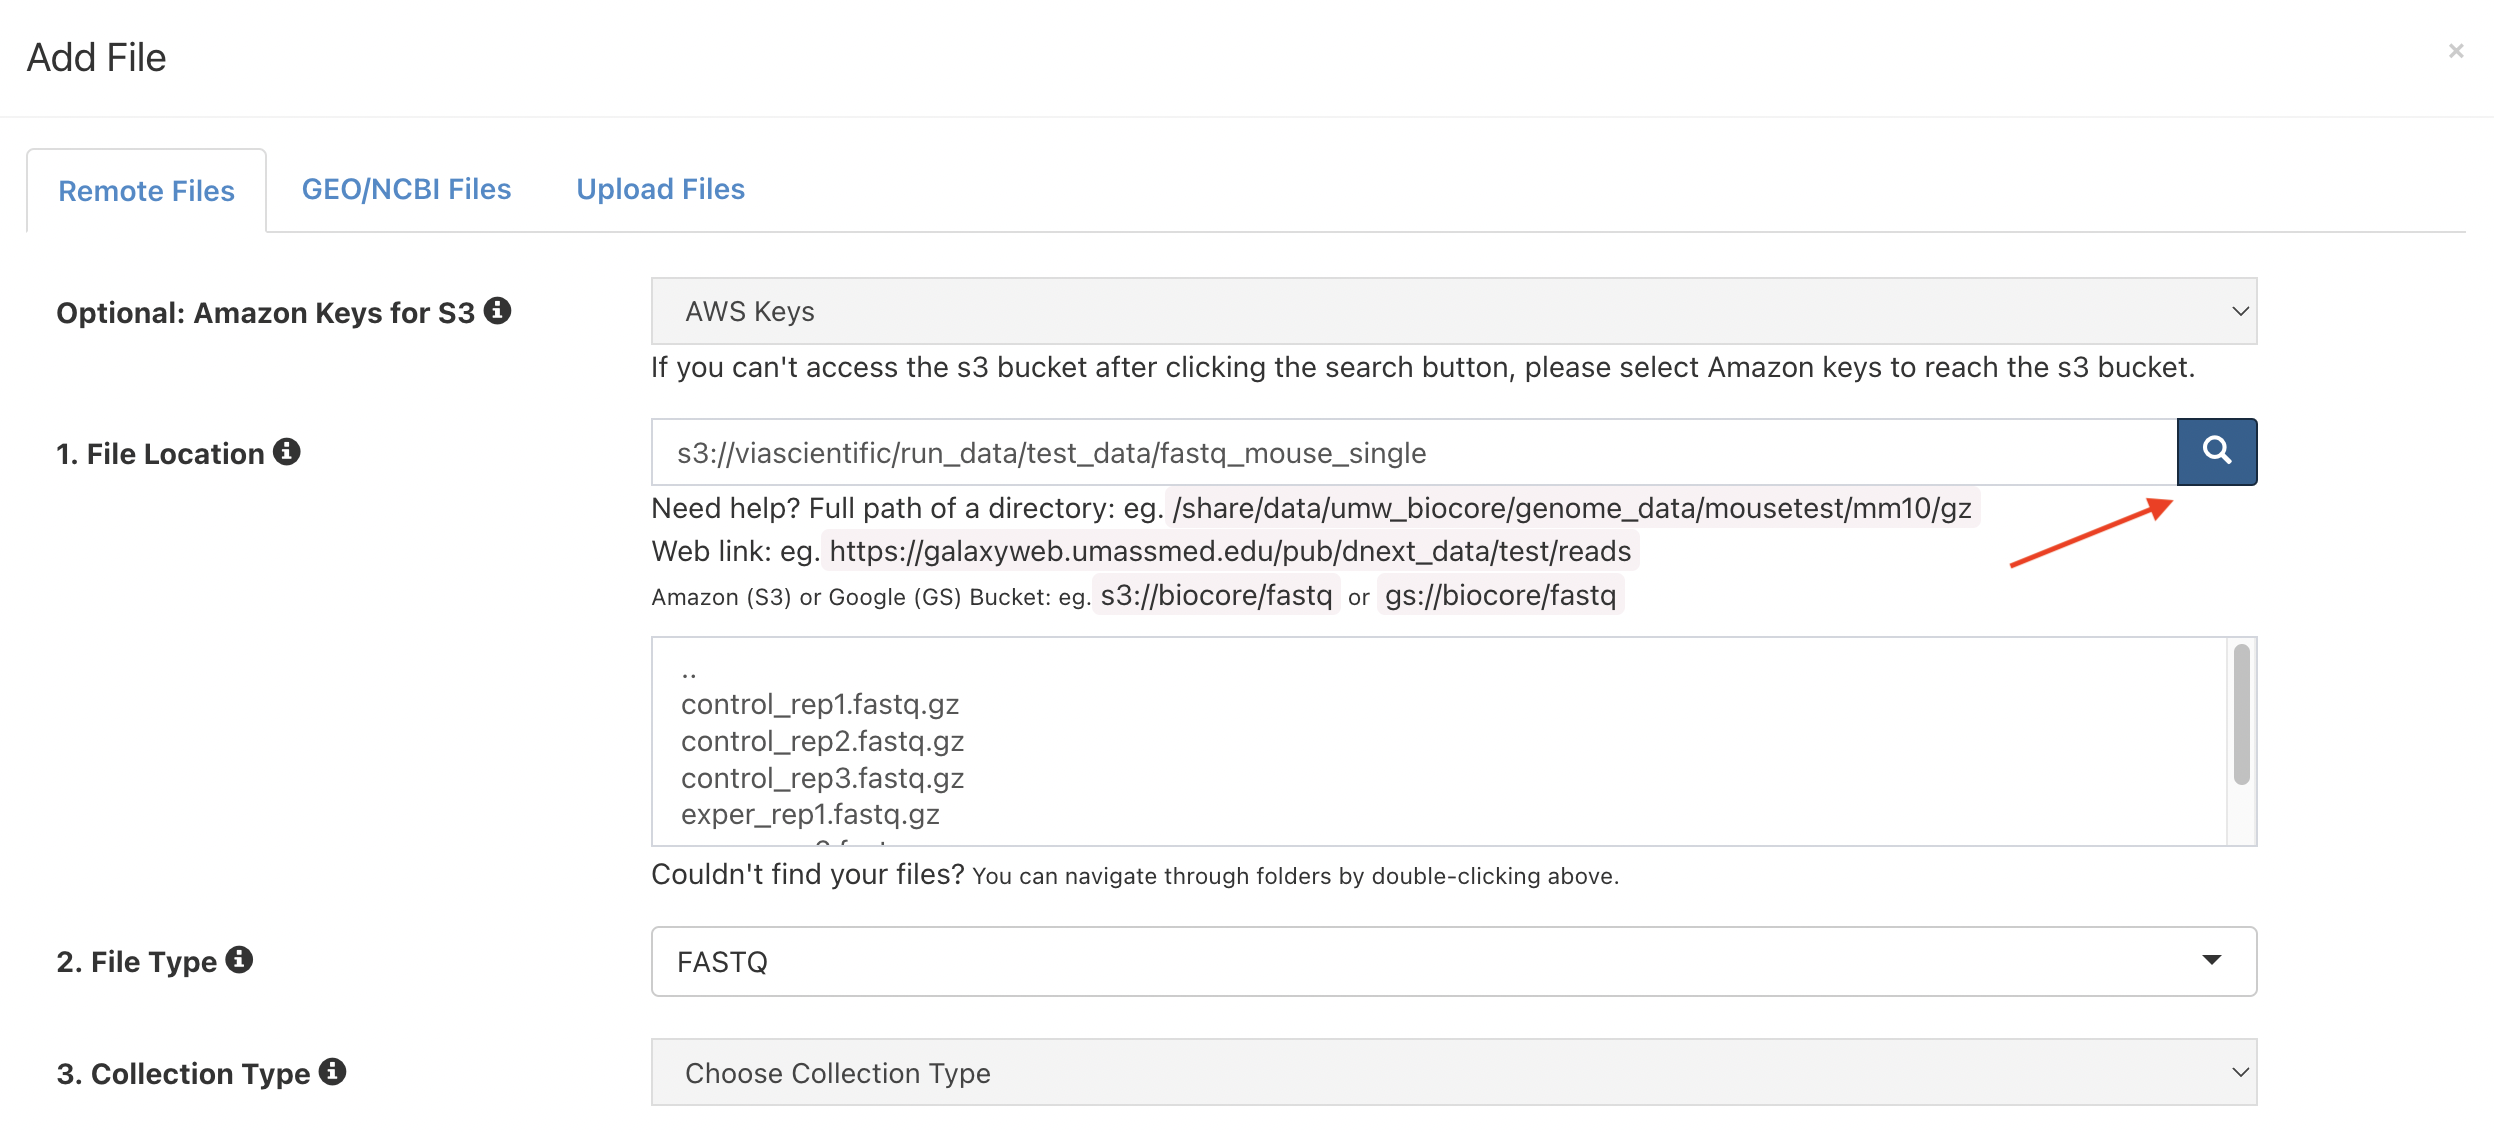 Add File
×
Remote Files GEO/NCBI Files Upload Files
Optional: Amazon Keys for S3 AWS Keys
If you can't access the s3 bucket after clicking the search button, please select Amazon keys to reach the s3 bucket.
1. File Location s3://viascientific/run_data/test_data/fastq_mouse_single
Need help? Full path of a directory: eg. /share/data/umw_biocore/genome_data/mousetest/mm10/gz
Web link: eg. https://galaxyweb.umassmed.edu/pub/dnext_data/test/reads
Amazon (S3) or Google (GS) Bucket: eg. s3://biocore/fastq or gs://biocore/fastq
..
control_rep1.fastq.gz
control_rep2.fastq.gz
control_rep3.fastq.gz
exper_rep1.fastq.gz
Couldn't find your files? You can navigate through folders by double-clicking above.
2. File Type FASTQ
3. Collection Type Choose Collection Type